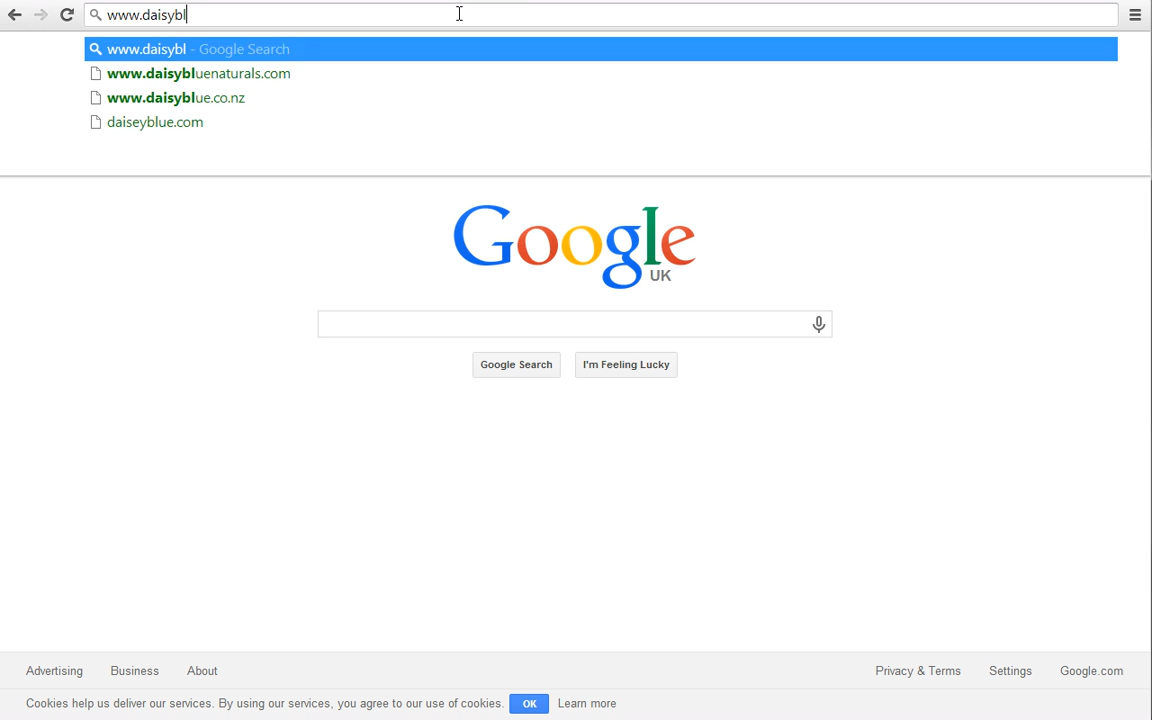 www.daisybl
www.daisybl - Google Search
www.daisybluenaturals.com
www.daisyblue.co.nz
daiseyblue.com
Google
UK
Google Search I'm Feeling Lucky
Advertising Business About Privacy & Terms Settings Google.com
Cookies help us deliver our services. By using our services, you agree to our use of cookies. OK Learn more